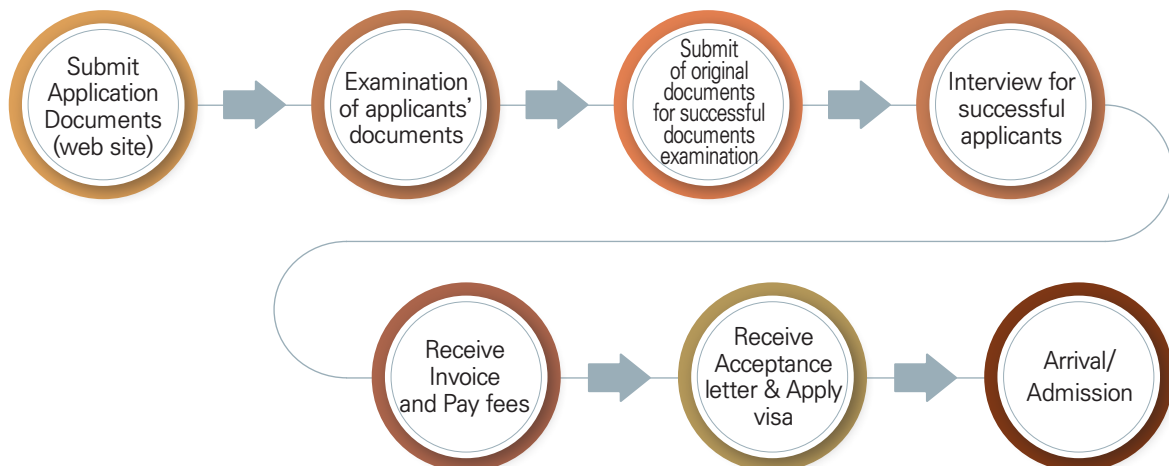 Submit
Application
Documents
(web site)
Examination
of applicants’
documents
Submit
of original
documents
for successful
documents
examination
Interview for
successful
applicants
Receive
Invoice
and Pay fees
Receive
Acceptance
letter & Apply
visa
Arrival/
Admission